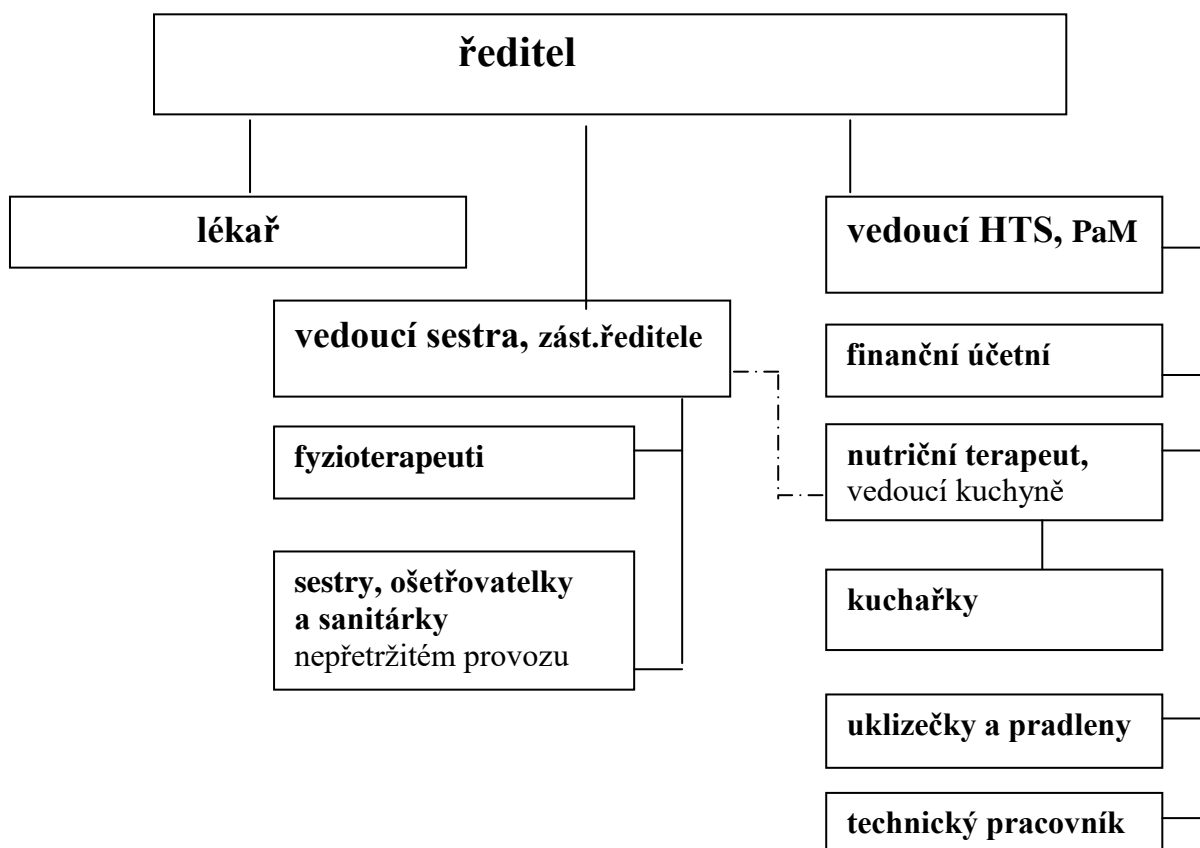 ředitel
lékař
vedoucí HTS, PaM
vedoucí sestra, zást.ředitele
finanční účetní
fyzioterapeuti
nutriční terapeut,
vedoucí kuchyně
sestry, ošetřovatelky
a sanitárky
nepřetržitém provozu
kuchařky
uklizečky a pradleny
technický pracovník